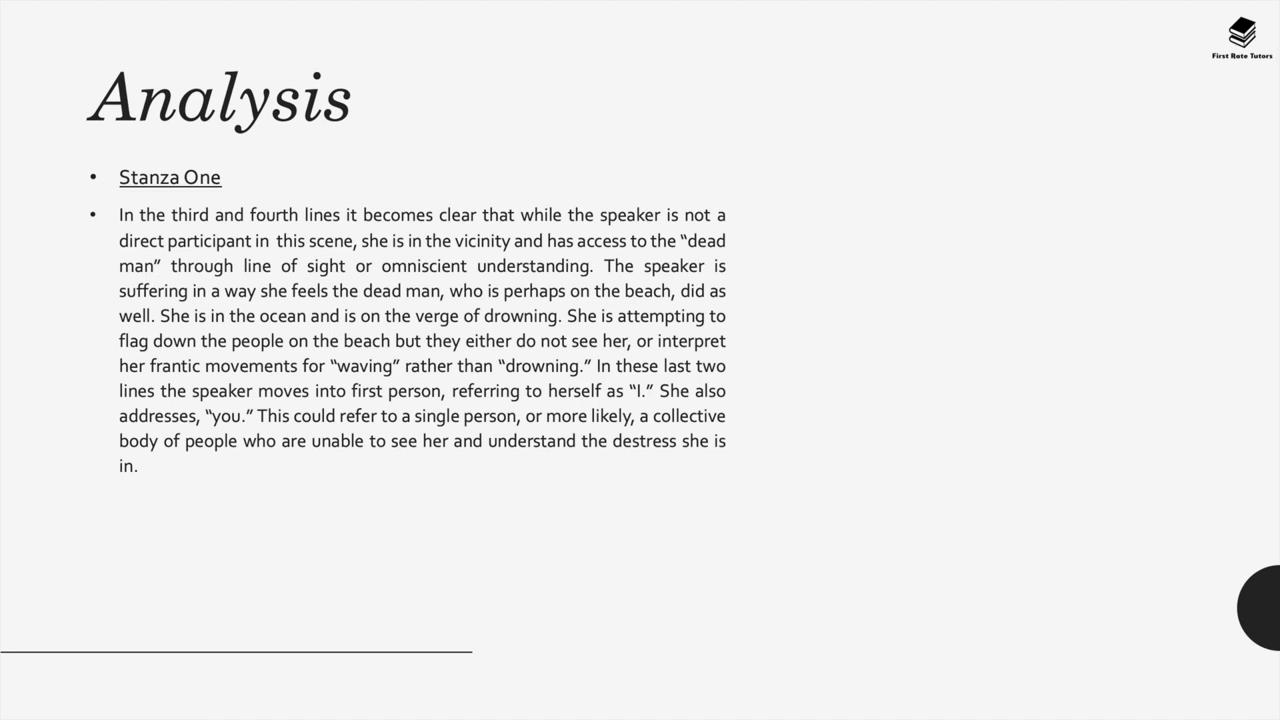 First Rate Tutors
Analysis
• Stanza One
• In the third and fourth lines it becomes clear that while the speaker is not a
direct participant in this scene, she is in the vicinity and has access to the “dead
man” through line of sight or omniscient understanding. The speaker is
suffering in a way she feels the dead man, who is perhaps on the beach, did as
well. She is in the ocean and is on the verge of drowning. She is attempting to
flag down the people on the beach but they either do not see her, or interpret
her frantic movements for “waving” rather than “drowning.” In these last two
lines the speaker moves into first person, referring to herself as “I.” She also
addresses, “you.” This could refer to a single person, or more likely, a collective
body of people who are unable to see her and understand the destress she is
in.